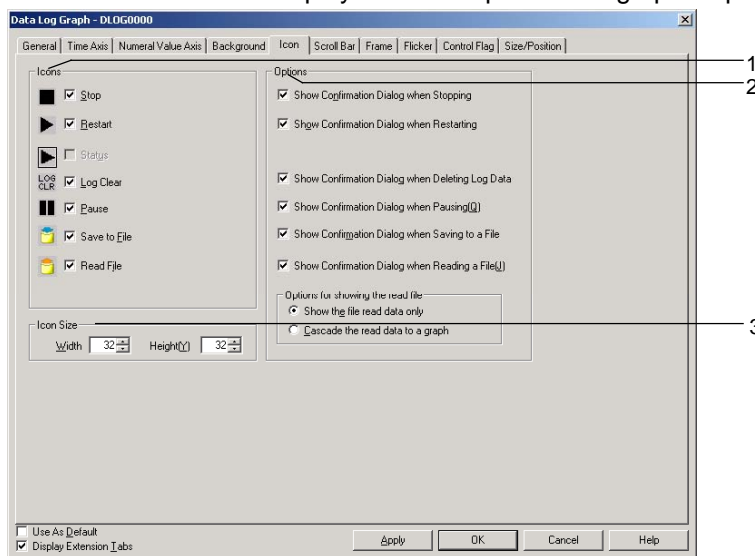 Data Log Graph - DLOG0000
General Time Axis Numeral Value Axis Background Icon Scroll Bar Frame Flicker Control Flag Size/Position
Icons
Stop
Restart
Status
LOG CLR Log Clear
Pause
Save to File
Read File
Icon Size
Width 32 Height(Y) 32
Options
Show Confirmation Dialog when Stopping
Show Confirmation Dialog when Restarting
Show Confirmation Dialog when Deleting Log Data
Show Confirmation Dialog when Pausing(Q)
Show Confirmation Dialog when Saving to a File
Show Confirmation Dialog when Reading a File(J)
Options for showing the read file
Show the file read data only
Cascade the read data to a graph
1
2
3
Use As Default
Display Extension Tabs
Apply OK Cancel Help